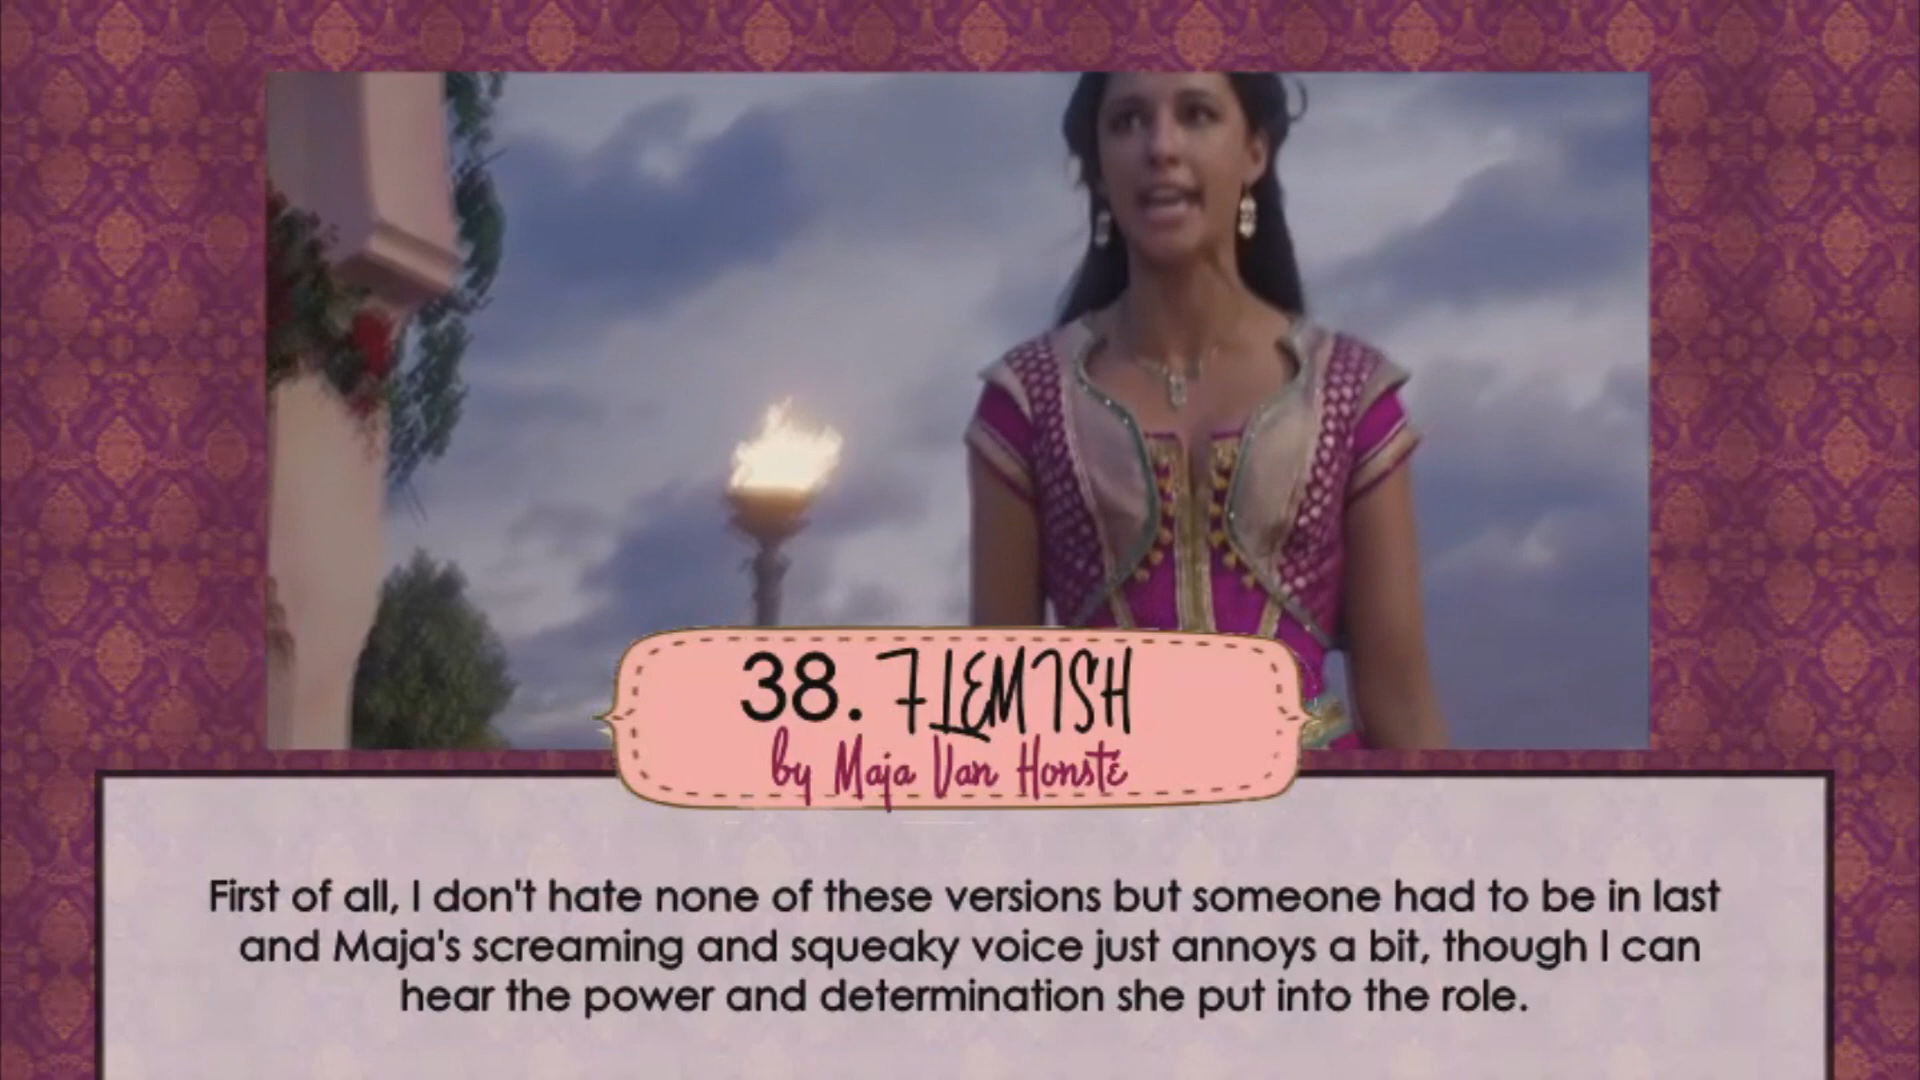 38. FLEMISH
by Maja Van Honsté
First of all, I don't hate none of these versions but someone had to be in last
and Maja's screaming and squeaky voice just annoys a bit, though I can
hear the power and determination she put into the role.